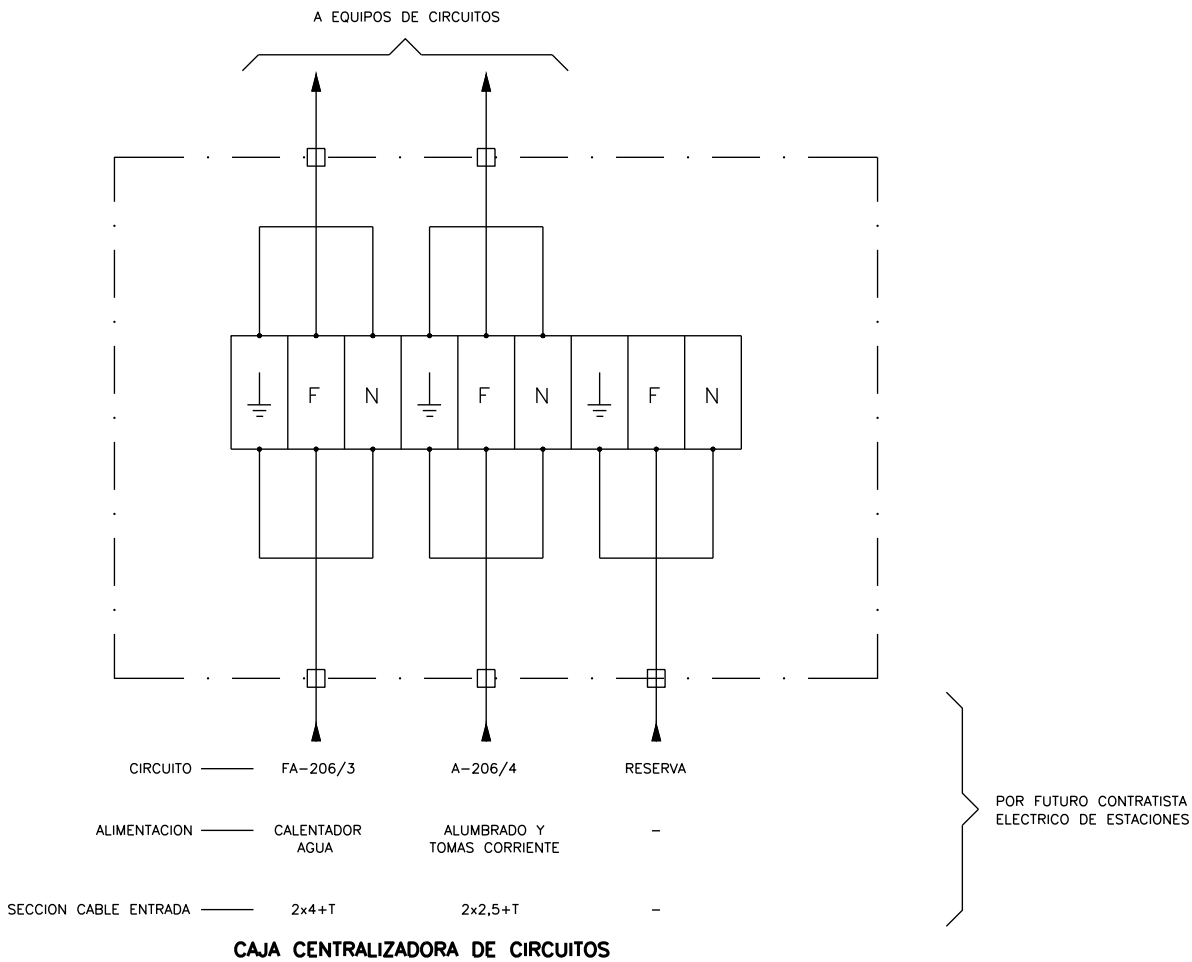 A EQUIPOS DE CIRCUITOS
F N F N F N
CIRCUITO FA-206/3 A-206/4 RESERVA
ALIMENTACION CALENTADOR ALUMBRADO Y -
AGUA TOMAS CORRIENTE
POR FUTURO CONTRATISTA
ELECTRICO DE ESTACIONES
SECCION CABLE ENTRADA 2x4+T 2x2,5+T -
CAJA CENTRALIZADORA DE CIRCUITOS